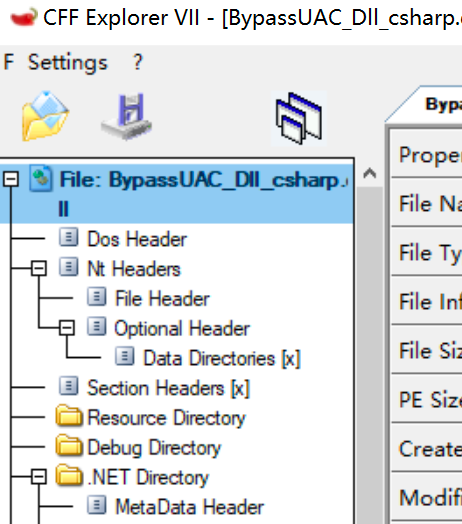 CFF Explorer VII - [BypassUAC_Dll_csharp.
F Settings ?
File: BypassUAC_Dll_csharp.
ll
Dos Header
Nt Headers
File Header
Optional Header
Data Directories [x]
Section Headers [x]
Resource Directory
Debug Directory
.NET Directory
MetaData Header
Bypa
Proper
File Na
File Ty
File Inf
File Siz
PE Size
Create
Modifi